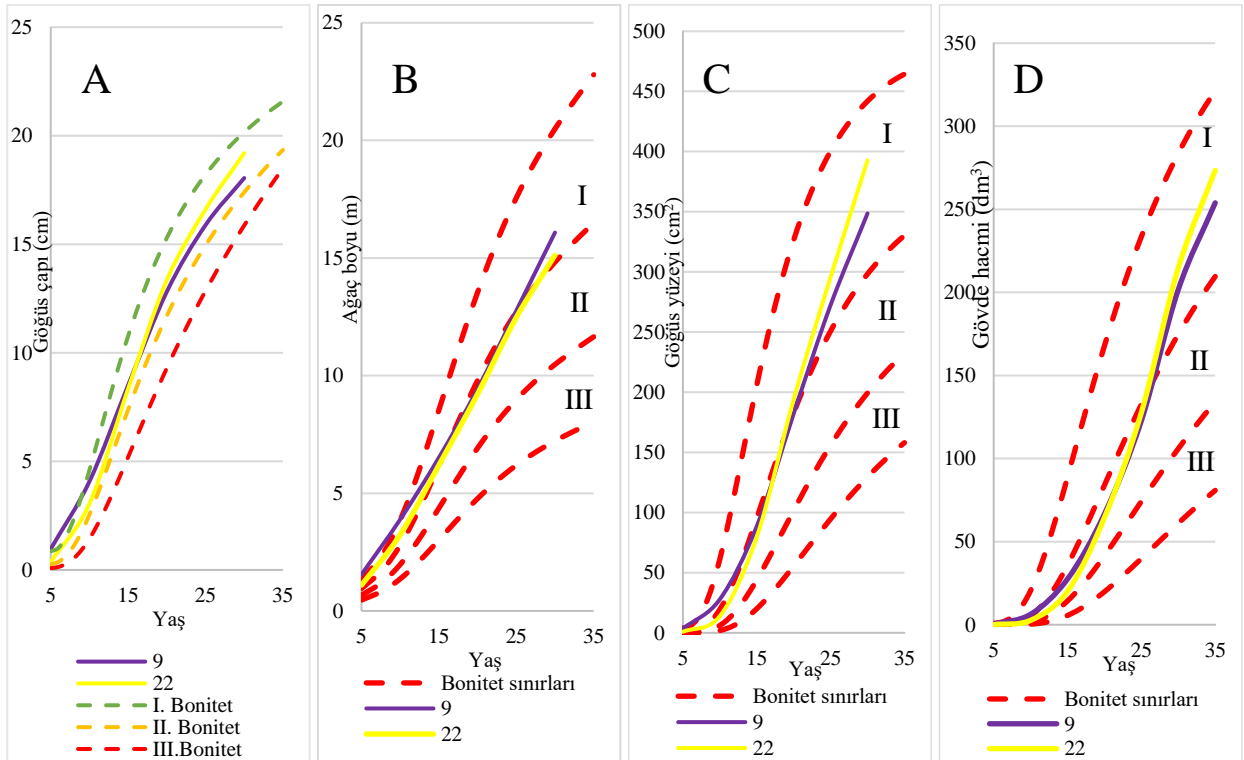 A
Göğüs çapı (cm)
25
20
15
10
5
0
5 15 25 35
Yaş
9
22
I. Bonitet
II. Bonitet
III.Bonitet
B
Ağaç boyu (m)
25
20
15
10
5
0
I
II
III
5 15 25 35
Yaş
Bonitet sınırları
9
22
C
Göğüs yüzeyi (cm²)
500
450
400
350
300
250
200
150
100
50
0
I
II
III
5 15 25 35
Yaş
Bonitet sınırları
9
22
D
Gövde hacmi (dm³)
350
300
250
200
150
100
50
0
I
II
III
5 15 25 35
Yaş
Bonitet sınırları
9
22